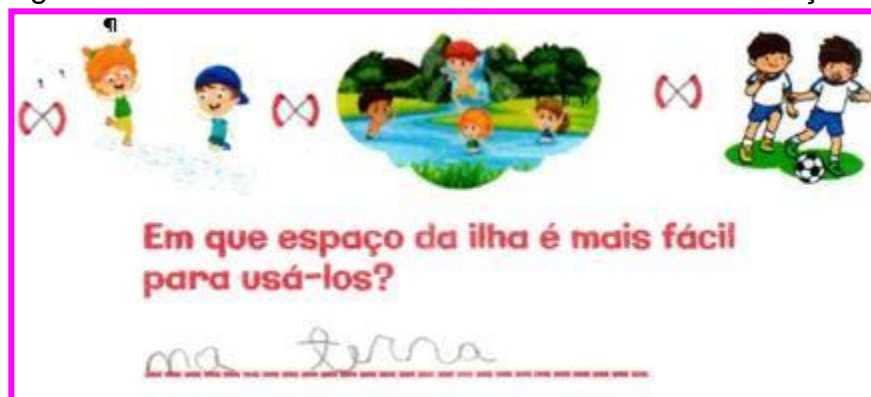 ¶
(X) (X) (X)
Em que espaço da ilha é mais fácil
para usá-los?
na terra